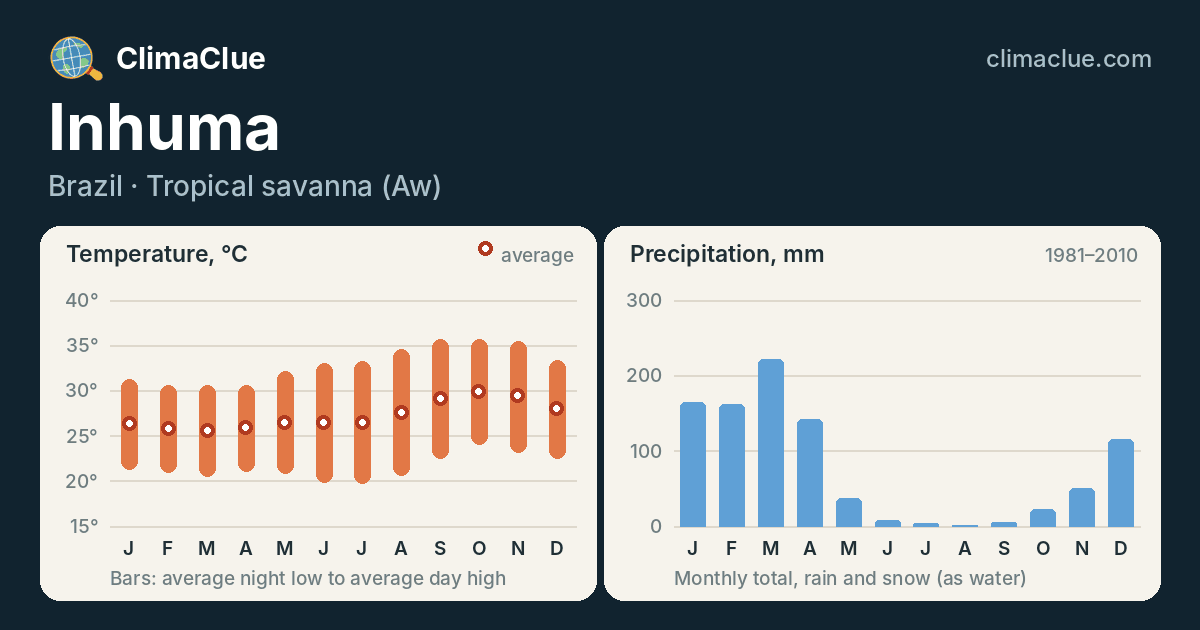 ClimaClue
climaclue.com
Inhuma
Brazil · Tropical savanna (Aw)
Temperature, °C
average
40°
35°
30°
25°
20°
15°
J F M A M J J A S O N D
Bars: average night low to average day high
Precipitation, mm
1981–2010
300
200
100
0
J F M A M J J A S O N D
Monthly total, rain and snow (as water)